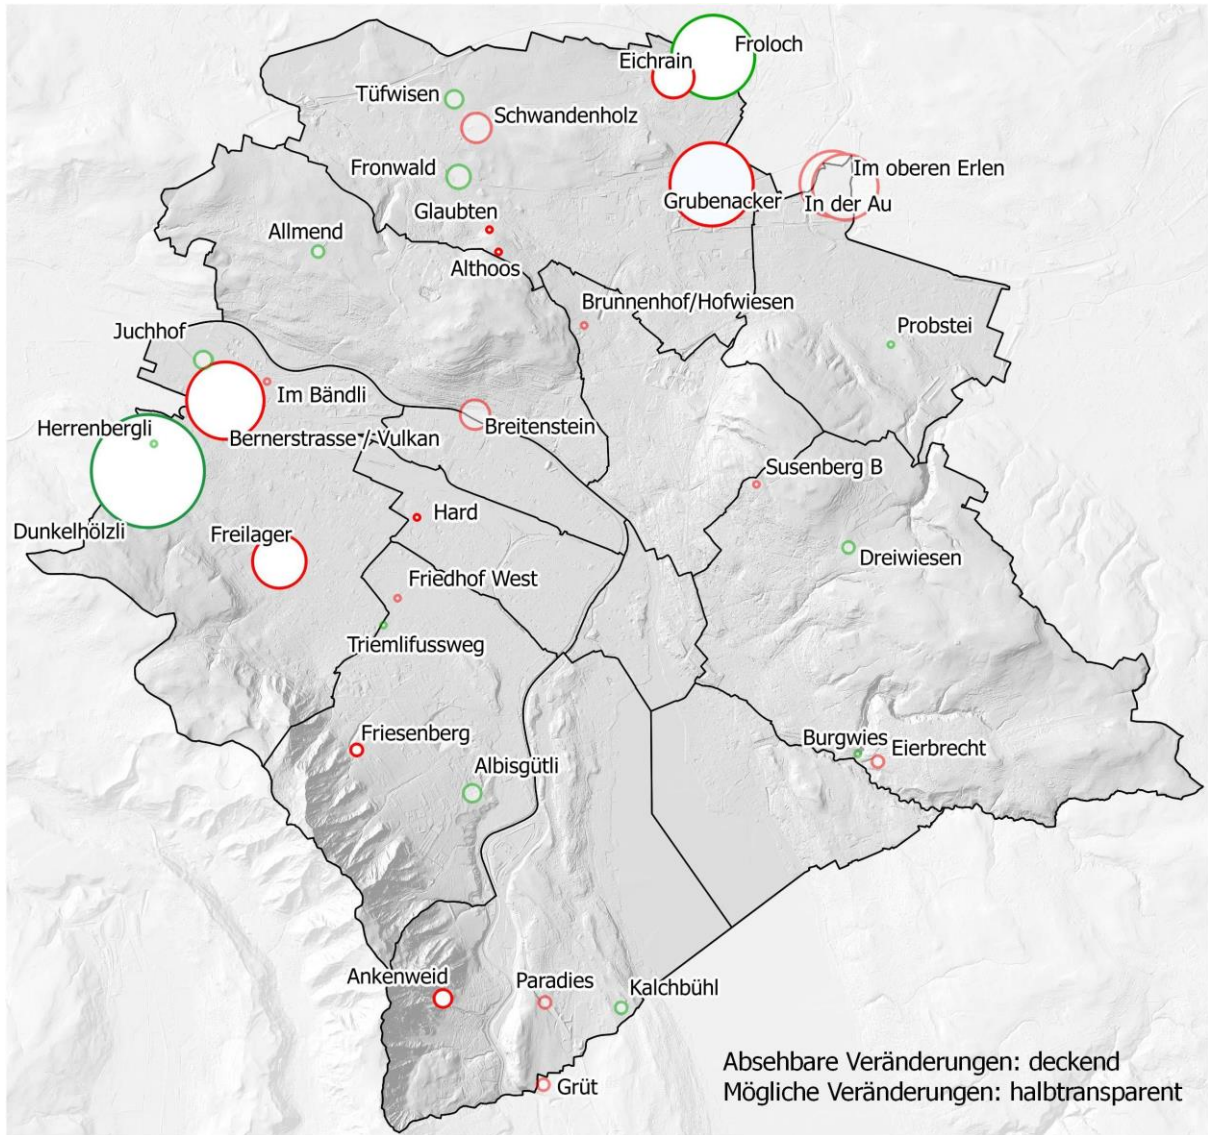 Froloch
Eichrain
Tüfwisen
Schwandenholz
Fronwald
Im oberen Erlen
Grubenacker
In der Au
Glaubten
Allmend
Althoos
Brunnenhof/Hofwiesen
Probstei
Juchhof
Im Bändli
Herrenbergli
Bernerstrasse / Vulkan
Breitenstein
Susenberg B
Dunkelhölzli
Freilager
Hard
Dreiwiesen
Friedhof West
Triemlifussweg
Friesenberg
Burgwies
Eierbrecht
Albisgütli
Ankenweid
Paradies
Kalchbühl
Grüt
Absehbare Veränderungen: deckend
Mögliche Veränderungen: halbtransparent